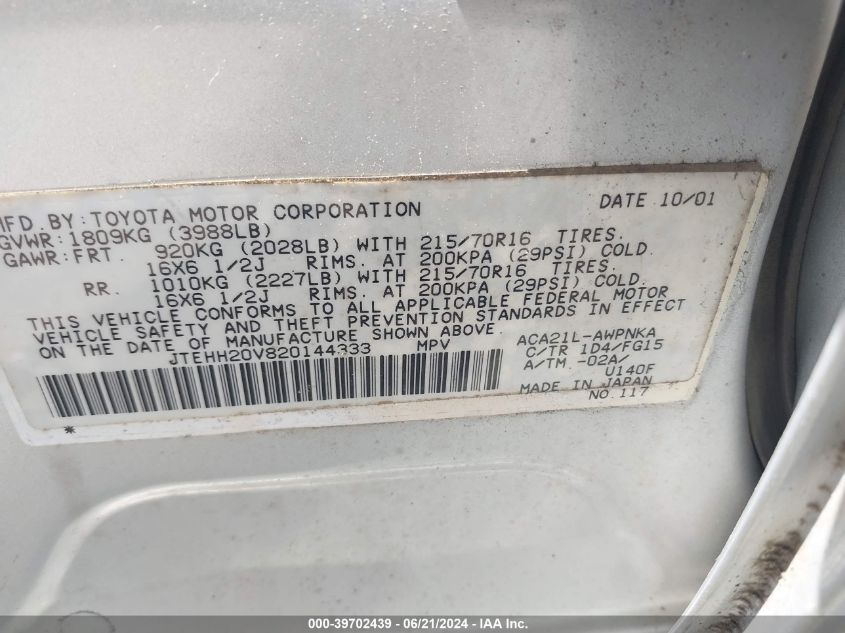 MFD. BY: TOYOTA MOTOR CORPORATION DATE 10/01
GVWR: 1809KG (3988LB)
GAWR: FRT. 920KG (2028LB) WITH 215/70R16 TIRES.
16X6 1/2J RIMS. AT 200KPA (29PSI) COLD.
RR. 1010KG (2227LB) WITH 215/70R16 TIRES.
16X6 1/2J RIMS. AT 200KPA (29PSI) COLD.
THIS VEHICLE CONFORMS TO ALL APPLICABLE FEDERAL MOTOR
VEHICLE SAFETY AND THEFT PREVENTION STANDARDS IN EFFECT
ON THE DATE OF MANUFACTURE SHOWN ABOVE.
JTEHH20V820144333 MPV
ACA21L-AWPNKA
C/TR 1D4/FG15
A/TM -02A/
U140F
MADE IN JAPAN
NO. 117
*
000-39702439 - 06/21/2024 - IAA Inc.